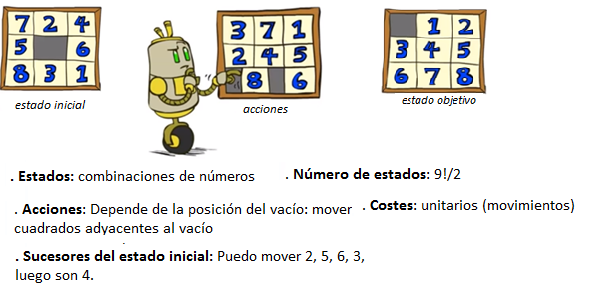 7 2 4
5 6
8 3 1
estado inicial
3 7 1
2 4 5
8 6
acciones
1 2
3 4 5
6 7 8
estado objetivo
. Estados: combinaciones de números
. Número de estados: 9!/2
. Acciones: Depende de la posición del vacío: mover
cuadrados adyacentes al vacío
. Costes: unitarios (movimientos)
. Sucesores del estado inicial: Puedo mover 2, 5, 6, 3,
luego son 4.